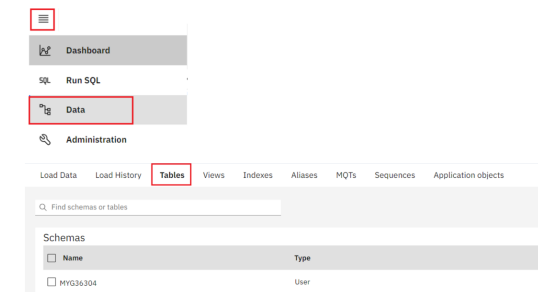 Dashboard
SQL Run SQL
Data
Administration
Load Data Load History Tables Views Indexes Aliases MQTs Sequences Application objects
Find schemas or tables
Schemas
Name Type
MYG36304 User